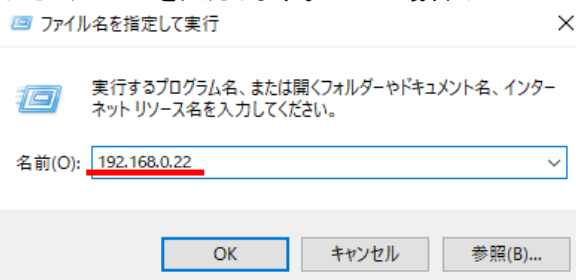 ファイル名を指定して実行
実行するプログラム名、または開くフォルダーやドキュメント名、インター
ネット リソース名を入力してください。
名前(O): 192.168.0.22
OK キャンセル 参照(B)...